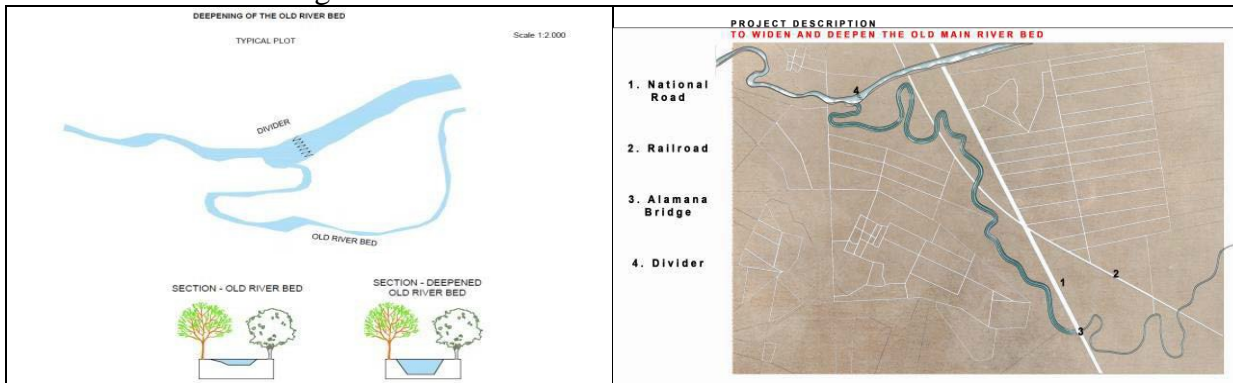 DEEPENING OF THE OLD RIVER BED
TYPICAL PLOT
Scale 1:2.000
DIVIDER
OLD RIVER BED
SECTION - OLD RIVER BED
SECTION - DEEPENED
OLD RIVER BED
PROJECT DESCRIPTION
TO WIDEN AND DEEPEN THE OLD MAIN RIVER BED
1. National
Road
2. Railroad
3. Alamana
Bridge
4. Divider
4
1
2
3